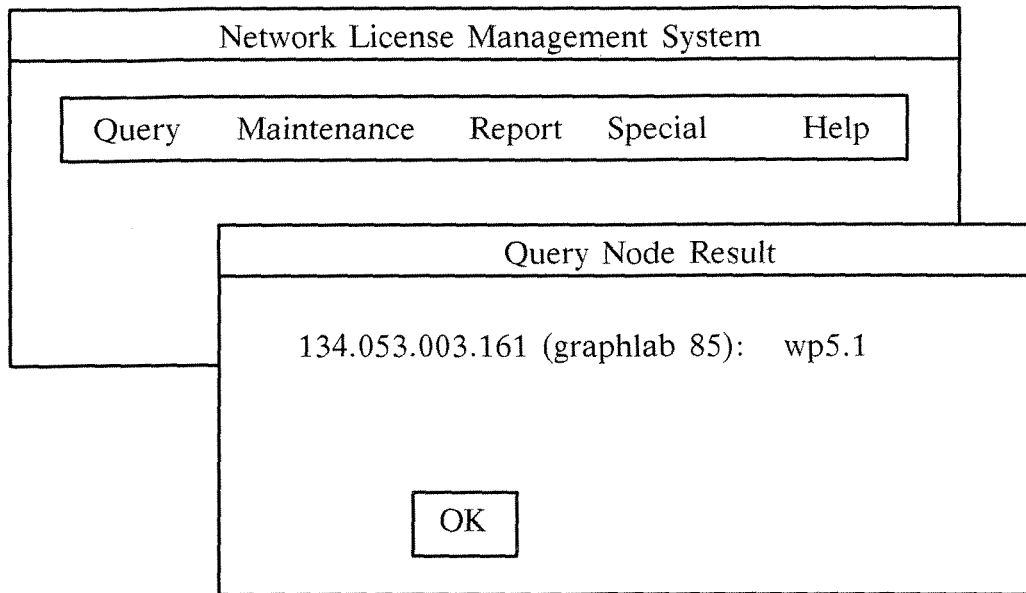 Network License Management System
Query Maintenance Report Special Help
Query Node Result
134.053.003.161 (graphlab 85): wp5.1
OK